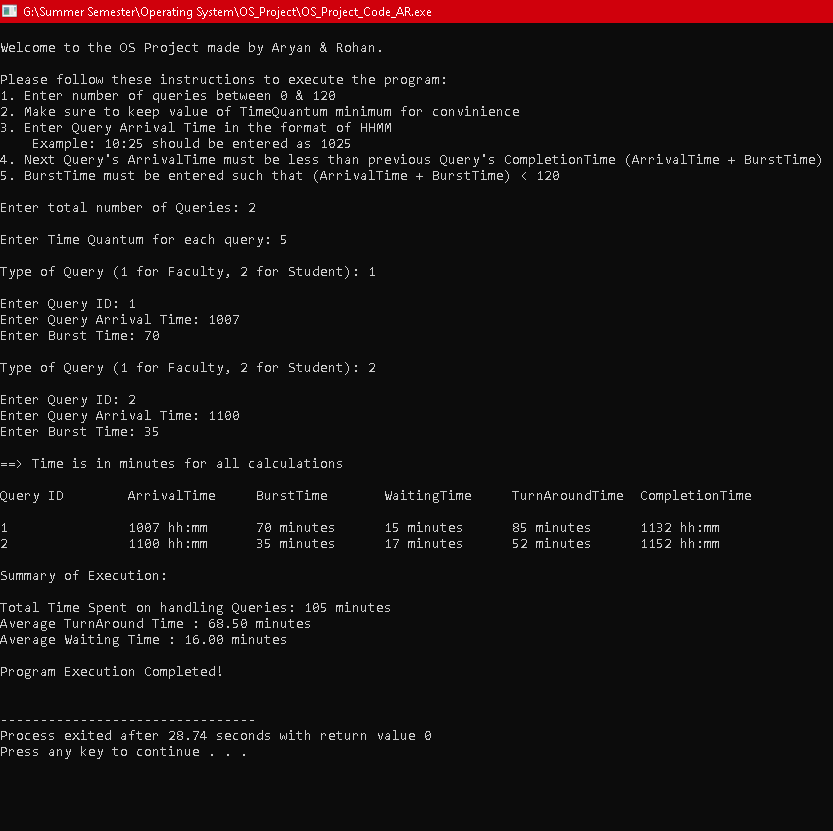 G:\Summer Semester\Operating System\OS_Project\OS_Project_Code_AR.exe
Welcome to the OS Project made by Aryan & Rohan.
Please follow these instructions to execute the program:
1. Enter number of queries between 0 & 120
2. Make sure to keep value of TimeQuantum minimum for convinience
3. Enter Query Arrival Time in the format of HHMM
Example: 10:25 should be entered as 1025
4. Next Query's ArrivalTime must be less than previous Query's CompletionTime (ArrivalTime + BurstTime)
5. BurstTime must be entered such that (ArrivalTime + BurstTime) < 120
Enter total number of Queries: 2
Enter Time Quantum for each query: 5
Type of Query (1 for Faculty, 2 for Student): 1
Enter Query ID: 1
Enter Query Arrival Time: 1007
Enter Burst Time: 70
Type of Query (1 for Faculty, 2 for Student): 2
Enter Query ID: 2
Enter Query Arrival Time: 1100
Enter Burst Time: 35
==> Time is in minutes for all calculations
Query ID ArrivalTime BurstTime WaitingTime TurnAroundTime CompletionTime
1 1007 hh:mm 70 minutes 15 minutes 85 minutes 1132 hh:mm
2 1100 hh:mm 35 minutes 17 minutes 52 minutes 1152 hh:mm
Summary of Execution:
Total Time Spent on handling Queries: 105 minutes
Average TurnAround Time : 68.50 minutes
Average Waiting Time : 16.00 minutes
Program Execution Completed!
--------------------------------
Process exited after 28.74 seconds with return value 0
Press any key to continue . . .